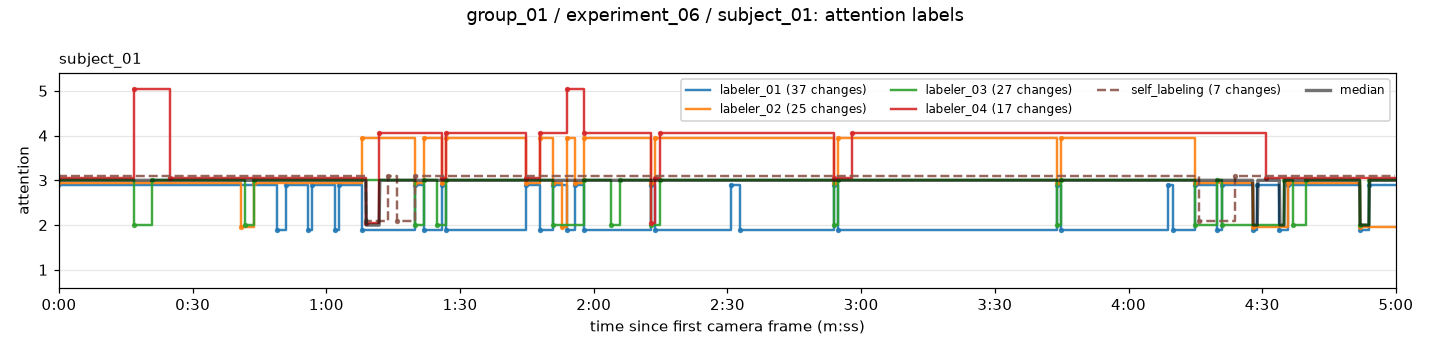 group_01 / experiment_06 / subject_01: attention labels
subject_01
labeler_01 (37 changes)
labeler_02 (25 changes)
labeler_03 (27 changes)
labeler_04 (17 changes)
self_labeling (7 changes)
median
attention
5
4
3
2
1
0:00 0:30 1:00 1:30 2:00 2:30 3:00 3:30 4:00 4:30 5:00
time since first camera frame (m:ss)